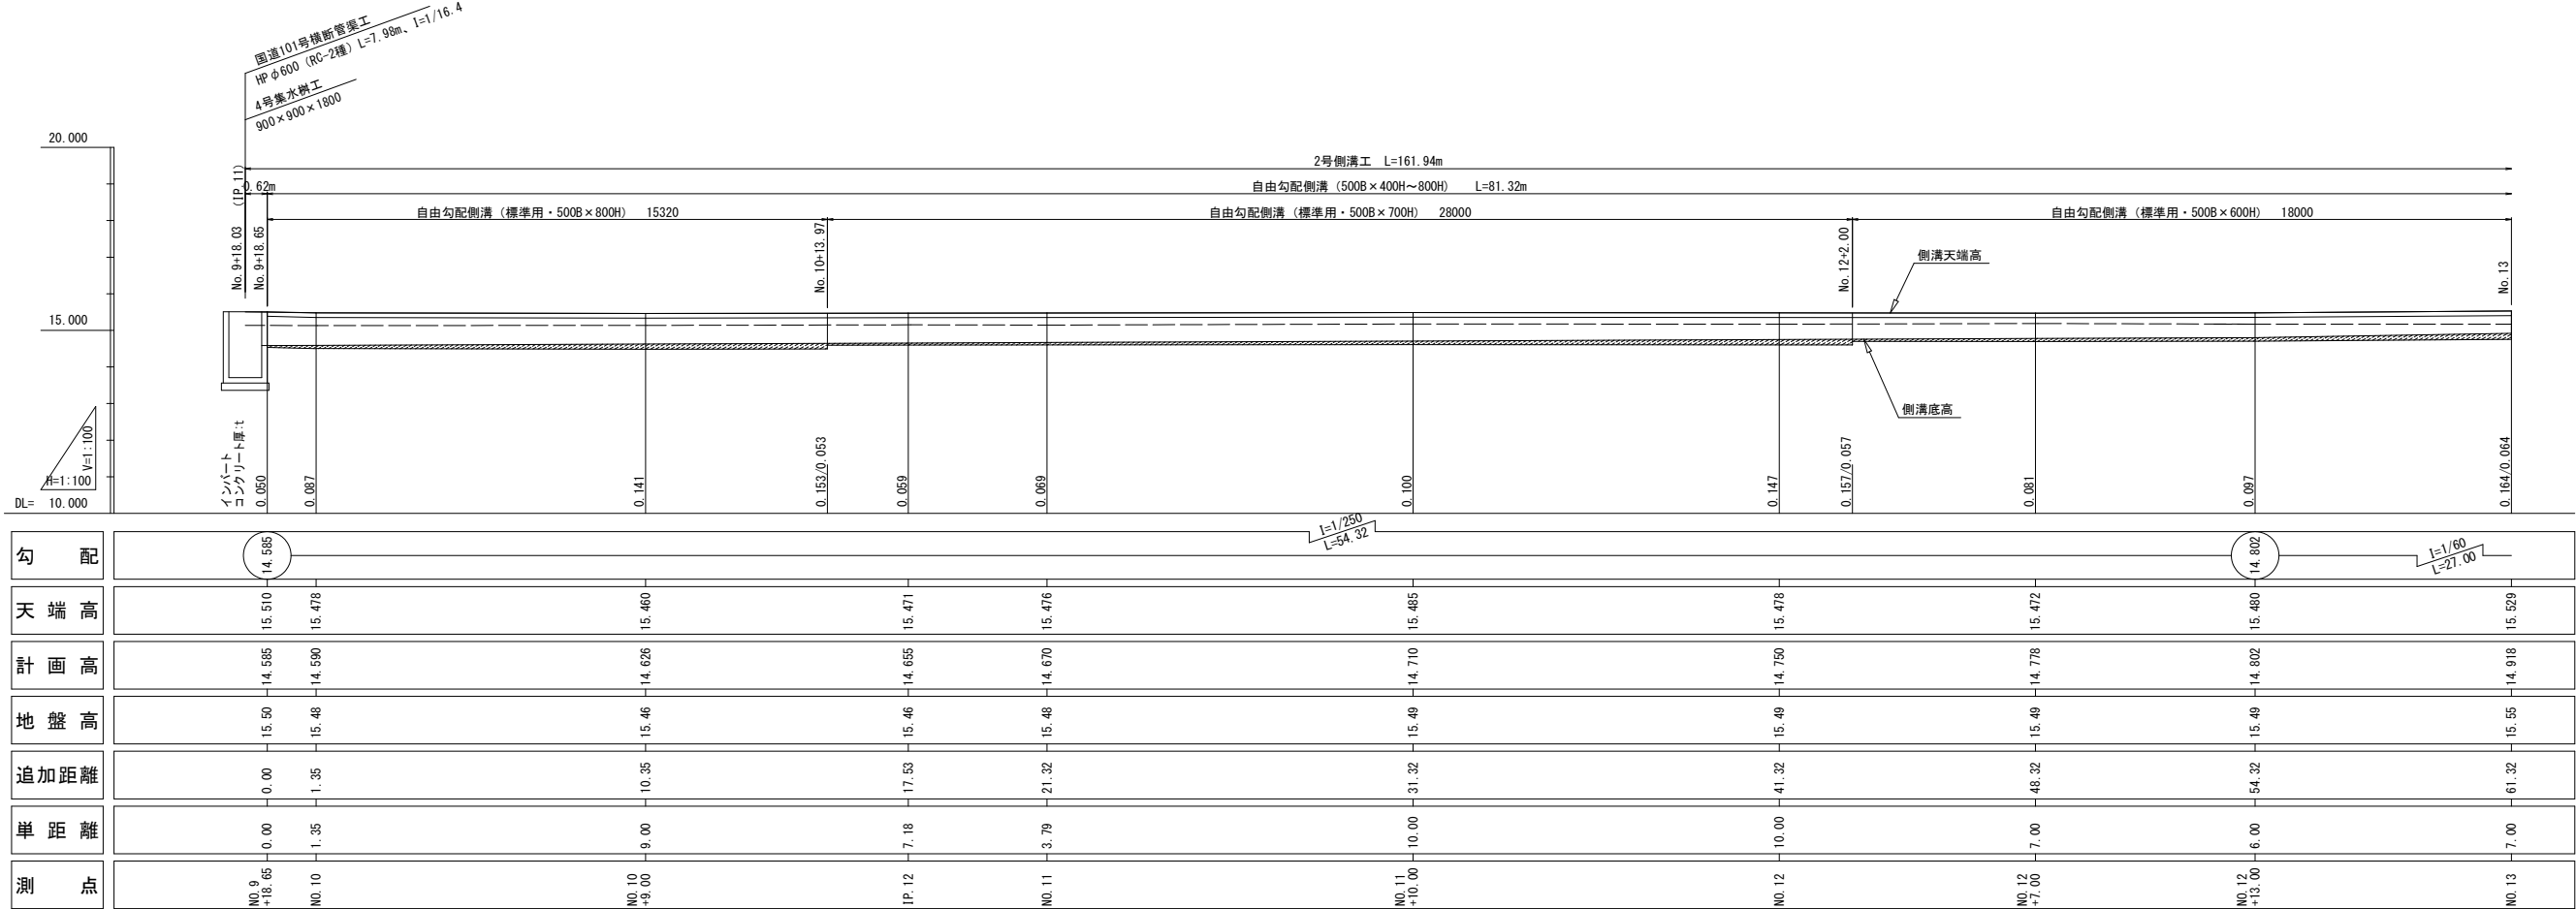 国道101号横断管渠工
HPφ600（RC-2種）L=7.98m、I=1/16.4
4号集水桝工
900×900×1800
20.000
15.000
DL= 10.000
H=1:100
V=1:100
2号側溝工 L=161.94m
0.62m
自由勾配側溝（500B×400H～800H） L=81.32m
自由勾配側溝（標準用・500B×800H） 15320
自由勾配側溝（標準用・500B×700H） 28000
自由勾配側溝（標準用・500B×600H） 18000
(IP.11)
No.9+18.03
No.9+18.65
No.10+13.97
No.12+2.00
No.13
側溝天端高
側溝底高
インバート
コンクリート厚:t
0.050
0.087
0.141
0.153/0.053
0.059
0.069
0.100
0.147
0.157/0.057
0.081
0.097
0.164/0.064
勾 配
14.585
I=1/250
L=54.32
14.802
I=1/60
L=27.00
天 端 高
15.510
15.478
15.460
15.471
15.476
15.485
15.478
15.472
15.480
15.529
計 画 高
14.585
14.590
14.626
14.655
14.670
14.710
14.750
14.778
14.802
14.918
地 盤 高
15.50
15.48
15.46
15.46
15.48
15.49
15.49
15.49
15.49
15.55
追加距離
0.00
1.35
10.35
17.53
21.32
31.32
41.32
48.32
54.32
61.32
単 距 離
0.00
1.35
9.00
7.18
3.79
10.00
10.00
7.00
6.00
7.00
測 点
NO.9
+18.65
NO.10
NO.10
+9.00
IP.12
NO.11
NO.11
+10.00
NO.12
NO.12
+7.00
NO.12
+13.00
NO.13